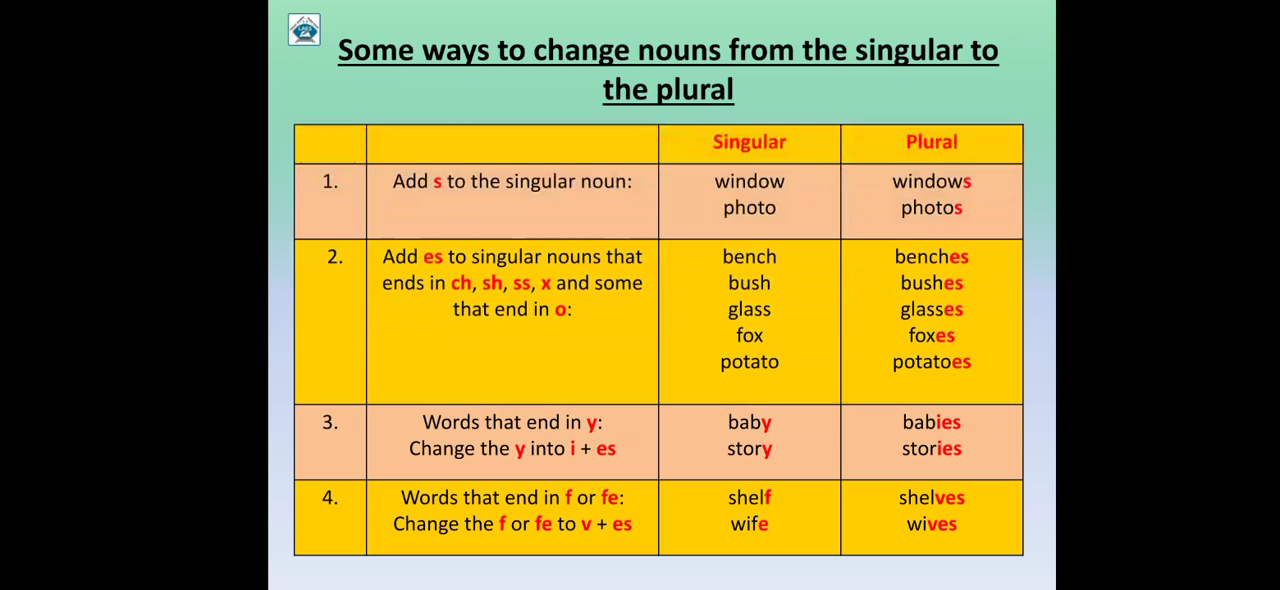 Some ways to change nouns from the singular to
the plural
Singular Plural
1. Add s to the singular noun: window windows
photo photos
2. Add es to singular nouns that bench benches
ends in ch, sh, ss, x and some bush bushes
that end in o: glass glasses
fox foxes
potato potatoes
3. Words that end in y: baby babies
Change the y into i + es story stories
4. Words that end in f or fe: shelf shelves
Change the f or fe to v + es wife wives